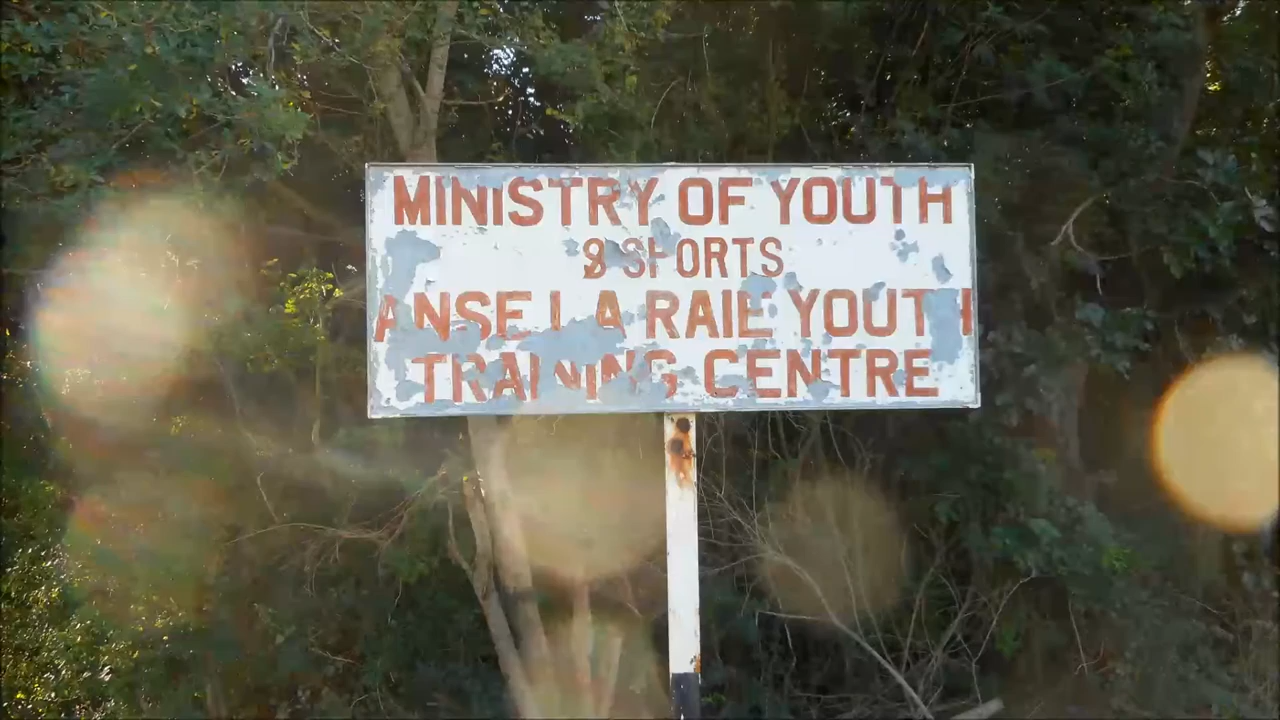 MINISTRY OF YOUTH
& SPORTS
ANSE LA RAIE YOUTH
TRAINING CENTRE